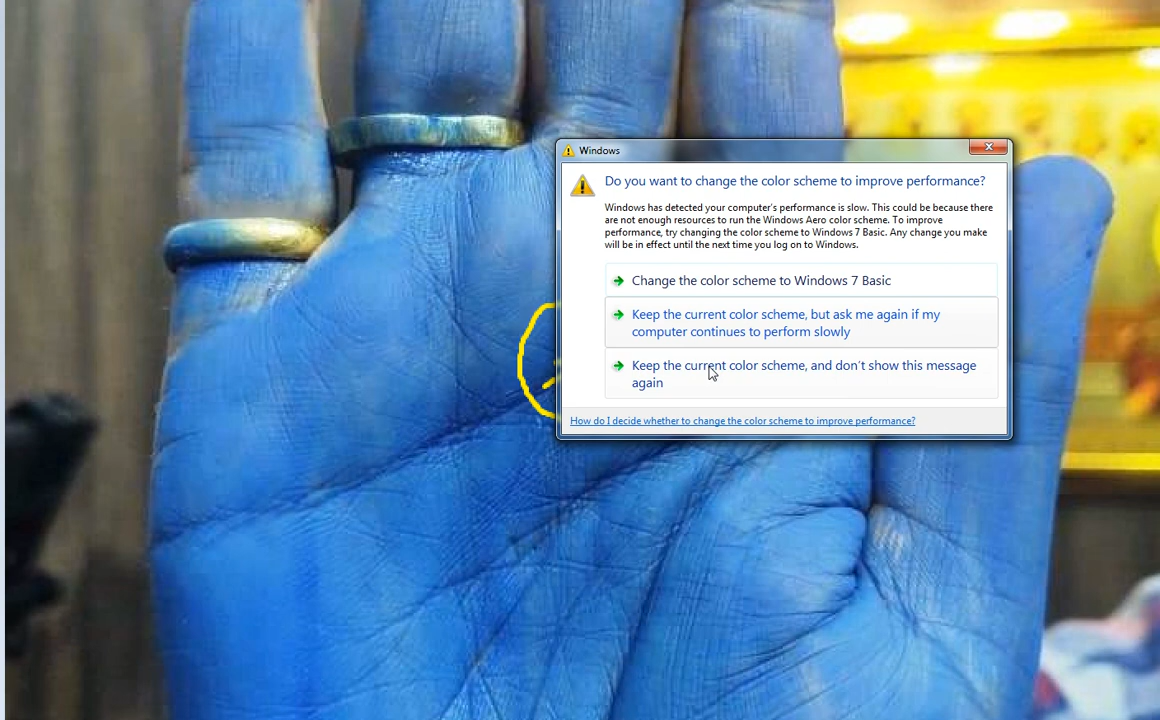 Windows
Do you want to change the color scheme to improve performance?
Windows has detected your computer's performance is slow. This could be because there
are not enough resources to run the Windows Aero color scheme. To improve
performance, try changing the color scheme to Windows 7 Basic. Any change you make
will be in effect until the next time you log on to Windows.
Change the color scheme to Windows 7 Basic
Keep the current color scheme, but ask me again if my
computer continues to perform slowly
Keep the current color scheme, and don't show this message
again
How do I decide whether to change the color scheme to improve performance?